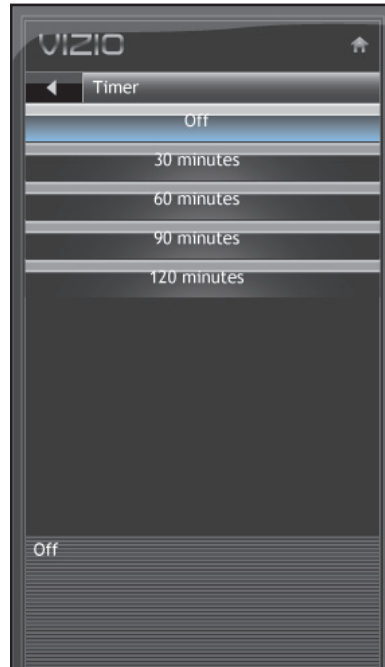 VIZIO
Timer
Off
30 minutes
60 minutes
90 minutes
120 minutes
Off